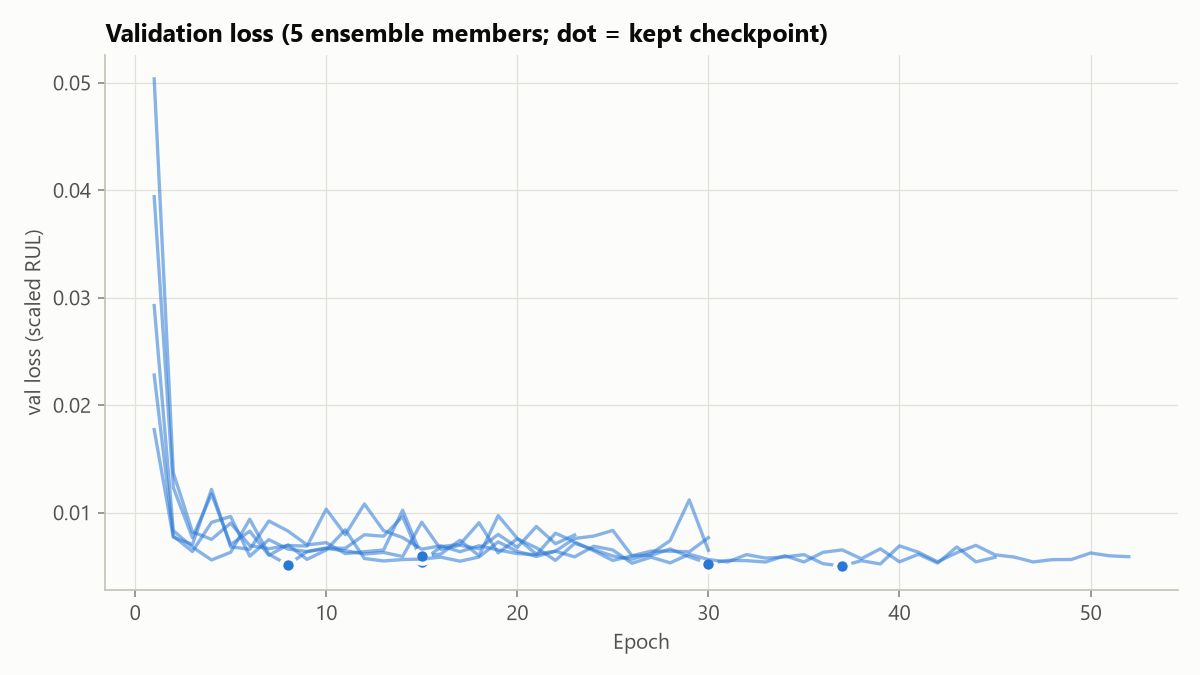 Validation loss (5 ensemble members; dot = kept checkpoint)
0.05
0.04
0.03
0.02
0.01
val loss (scaled RUL)
0 10 20 30 40 50
Epoch